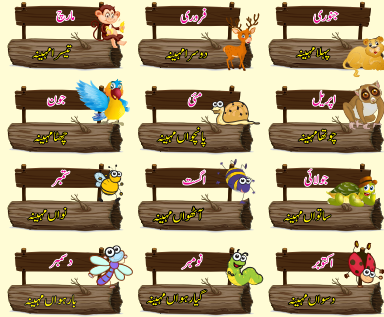 جنوری
پہلا مہینہ
فروری
دوسرا مہینہ
مارچ
تیسرا مہینہ
اپریل
چوتھا مہینہ
مئی
پانچواں مہینہ
جون
چھٹا مہینہ
جولائی
ساتواں مہینہ
اگست
آٹھواں مہینہ
ستمبر
نواں مہینہ
اکتوبر
دسواں مہینہ
نومبر
گیارہواں مہینہ
دسمبر
بارہواں مہینہ